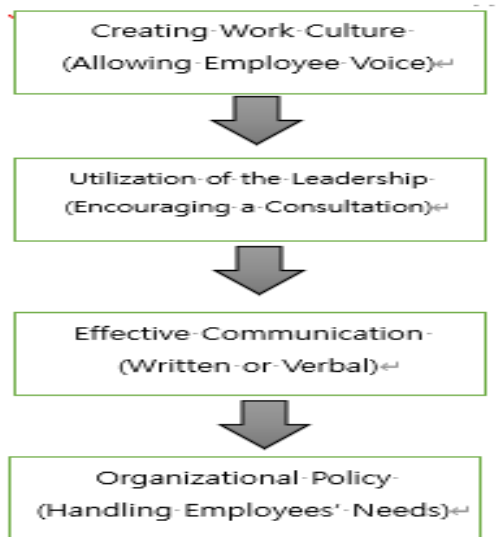 Creating Work Culture
(Allowing Employee Voice)
Utilization of the Leadership
(Encouraging a Consultation)
Effective Communication
(Written or Verbal)
Organizational Policy
(Handling Employees' Needs)